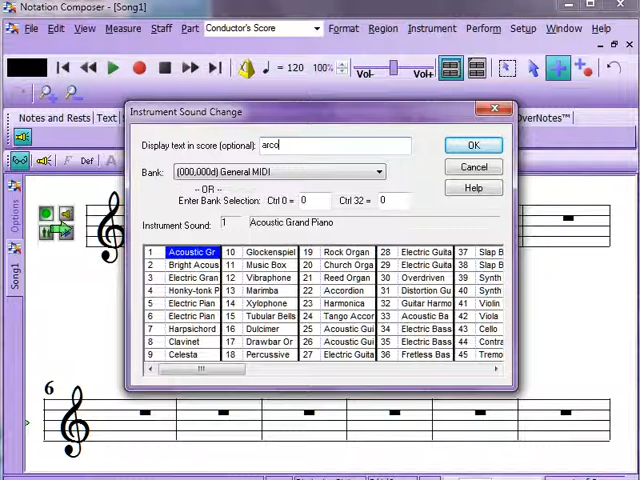 Notation Composer - [Song1]
File Edit View Measure Staff Part Conductor's Score Format Region Instrument Perform Setup Window Help
= 120 100% Vol- Vol+
Notes and Rests Text OverNotes™
Def
Options
Song1
Instrument Sound Change
Display text in score (optional): arco OK
Bank: (000,000d) General MIDI Cancel
-- OR --
Enter Bank Selection: Ctrl 0 = 0 Ctrl 32 = 0 Help
Instrument Sound: 1 Acoustic Grand Piano
1 Acoustic Gr 10 Glockenspiel 19 Rock Organ 28 Electric Guita 37 Slap B
2 Bright Acous 11 Music Box 20 Church Orga 29 Electric Guita 38 Slap B
3 Electric Gran 12 Vibraphone 21 Reed Organ 30 Overdriven 39 Synth
4 Honky-tonk P 13 Marimba 22 Accordion 31 Distortion Gu 40 Synth
5 Electric Pian 14 Xylophone 23 Harmonica 32 Guitar Harmo 41 Violin
6 Electric Pian 15 Tubular Bells 24 Tango Accor 33 Acoustic Ba 42 Viola
7 Harpsichord 16 Dulcimer 25 Acoustic Gui 34 Electric Bass 43 Cello
8 Clavinet 17 Drawbar Or 26 Acoustic Gui 35 Electric Bass 44 Contra
9 Celesta 18 Percussive 27 Electric Guita 36 Fretless Bas 45 Tremo
6